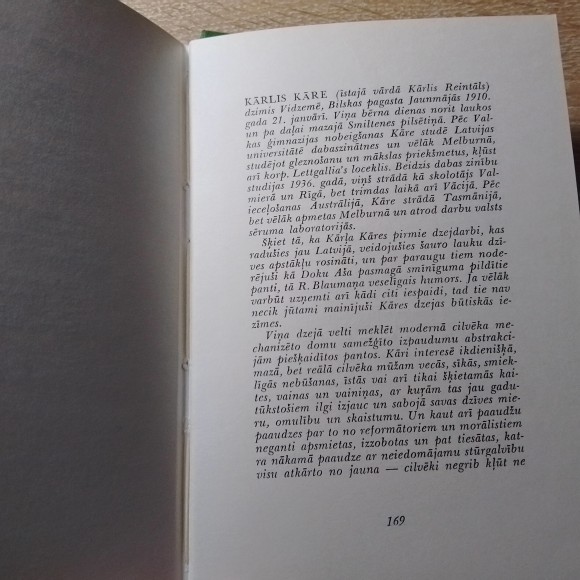 KĀRLIS KĀRE (īstajā vārdā Kārlis Reintāls)
dzimis Vidzemē, Bilskas pagasta Jaunmājās 1910.
gada 21. janvārī. Viņa bērna dienas norit laukos
un pa daļai mazajā Smiltenes pilsētiņā. Pēc Val-
kas ģimnazijas nobeigšanas Kāre studē Latvijas
universitātē dabaszinātnes un vēlāk Melburnā,
studējot gleznošanu un mākslas priekšmetus, kļūst
arī korp. Lettgallia's loceklis. Beidzis dabas zinību
studijas 1936. gadā, viņš strādā kā skolotājs Val-
mierā un Rīgā, bet trimdas laikā arī Vācijā. Pēc
ieceļošanas Austrālijā, Kāre strādā Tasmānijā,
bet vēlāk apmetas Melburnā un atrod darbu valsts
sēruma laboratorijās.
Šķiet tā, ka Kārļa Kāres pirmie dzejdarbi, kas
radušies jau Latvijā, veidojušies šauro lauku dzī-
ves apstākļu rosināti, un par paraugu tiem node-
rējuši kā Doku Aša pasmagā smīnīguma pildītie
panti, tā R. Blaumaņa veselīgais humors. Ja vēlāk
varbūt uzņemti arī kādi citi iespaidi, tad tie nav
necik jūtami mainījuši Kāres dzejas būtiskās ie-
zīmes.
Viņa dzejā velti meklēt modernā cilvēka me-
chanizēto domu samežģīto izpaudumu abstrakci-
jām piešķaidītos pantos. Kāri interesē ikdienišķā,
mazā, bet reālā cilvēka mūžam vecās, sīkās, smiek-
līgās nebūšanas, īstās vai arī tikai šķietamās kai-
tes, vainas un vainiņas, ar kuŗām tas jau gadu-
tūkstošiem ilgi izjauc un sabojā savas dzīves mie-
ru, omulību un skaistumu. Un kaut arī paaudžu
paaudzes par to no reformātoriem un morālistiem
neganti apsmietas, izzobotas un pat tiesātas, kat-
ra nākamā paaudze ar neiedomājamu stūrgalvību
visu atkārto no jauna — cilvēki negrib kļūt ne
169